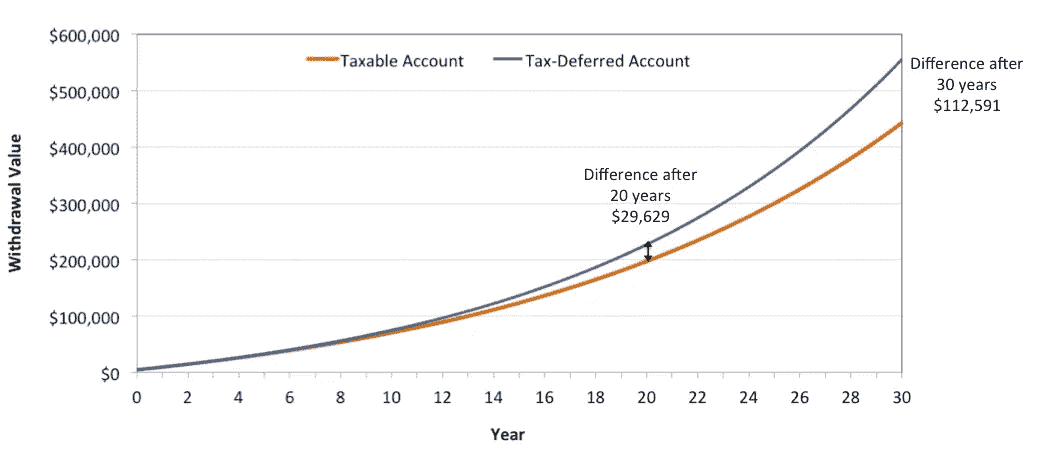 $600,000
Taxable Account
Tax-Deferred Account
Difference after
30 years
$112,591
$500,000
$400,000
Difference after
20 years
$29,629
$300,000
$200,000
$100,000
$0
Withdrawal Value
0 2 4 6 8 10 12 14 16 18 20 22 24 26 28 30
Year